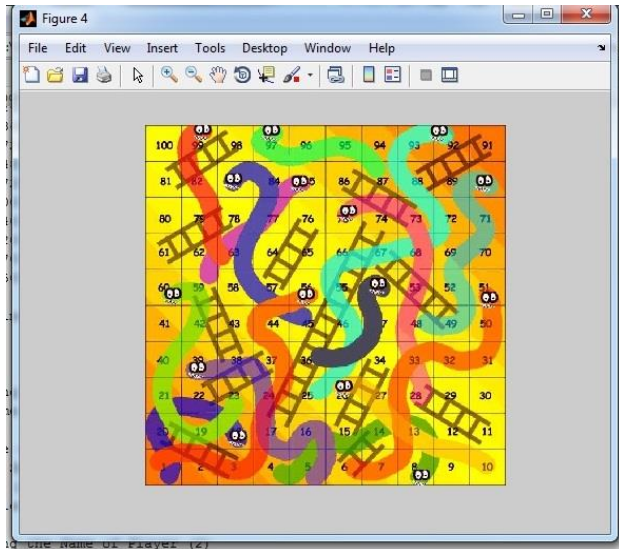 Figure 4
File Edit View Insert Tools Desktop Window Help
100 99 98 97 96 95 94 93 92 91
81 82 84 86 87 88 89
80 79 78 77 76 74 73 72 71
61 62 63 64 65 66 67 68 69 70
60 59 58 57 55 53 52 51
41 42 43 44 45 46 48 49 50
40 39 38 37 36 34 33 32 31
21 22 23 24 25 27 28 29 30
20 19 17 16 15 14 13 12 11
1 2 3 4 5 6 7 8 9 10
the Name of Player (2)